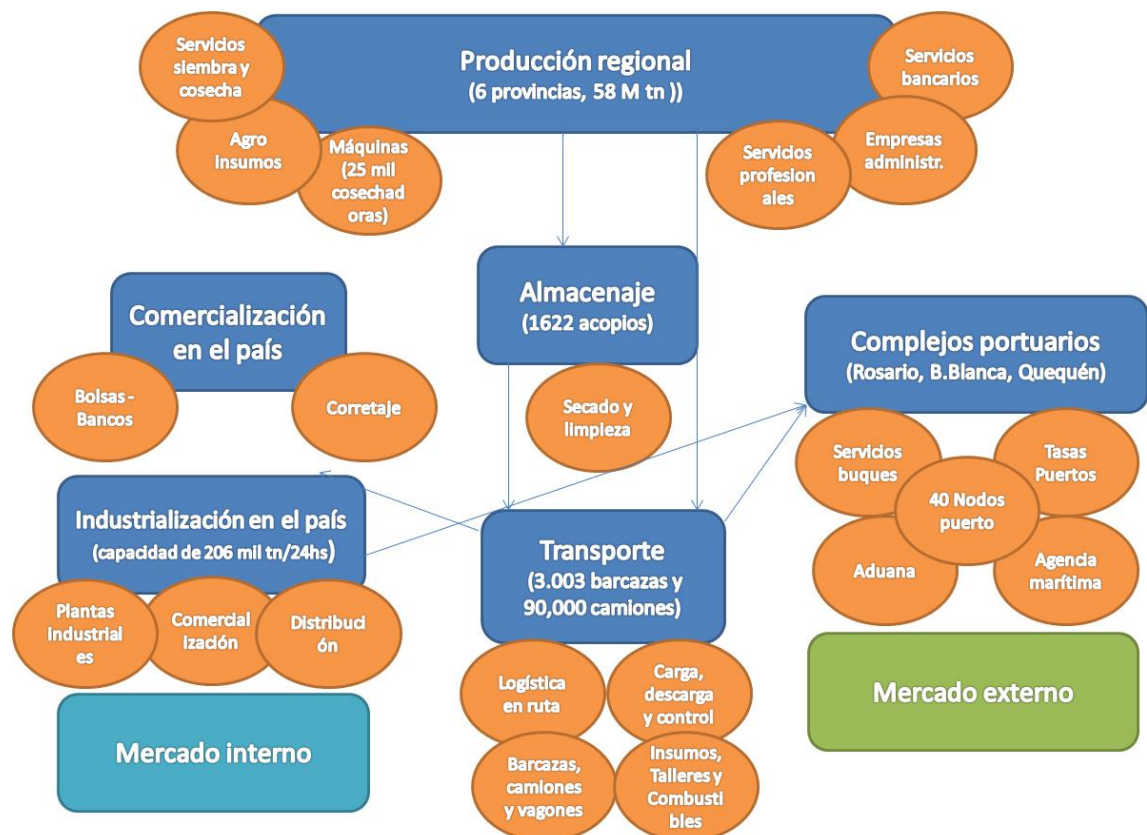 Producción regional
(6 provincias, 58 M tn ))
Servicios
siembra y
cosecha
Agro
insumos
Máquinas
(25 mil
cosechad
oras)
Servicios
bancarios
Empresas
administr.
Servicios
profesion
ales
Almacenaje
(1622 acopios)
Secado y
limpieza
Comercialización
en el país
Bolsas -
Bancos
Corretaje
Complejos portuarios
(Rosario, B.Blanca, Quequén)
Servicios
buques
Tasas
Puertos
40 Nodos
puerto
Aduana
Agencia
marítima
Industrialización en el país
(capacidad de 206 mil tn/24hs)
Plantas
industrial
es
Comercial
ización
Distribuci
ón
Transporte
(3.003 barcazas y
90,000 camiones)
Logística
en ruta
Carga,
descarga
y control
Barcazas,
camiones
y vagones
Insumos,
Talleres y
Combusti
bles
Mercado interno
Mercado externo